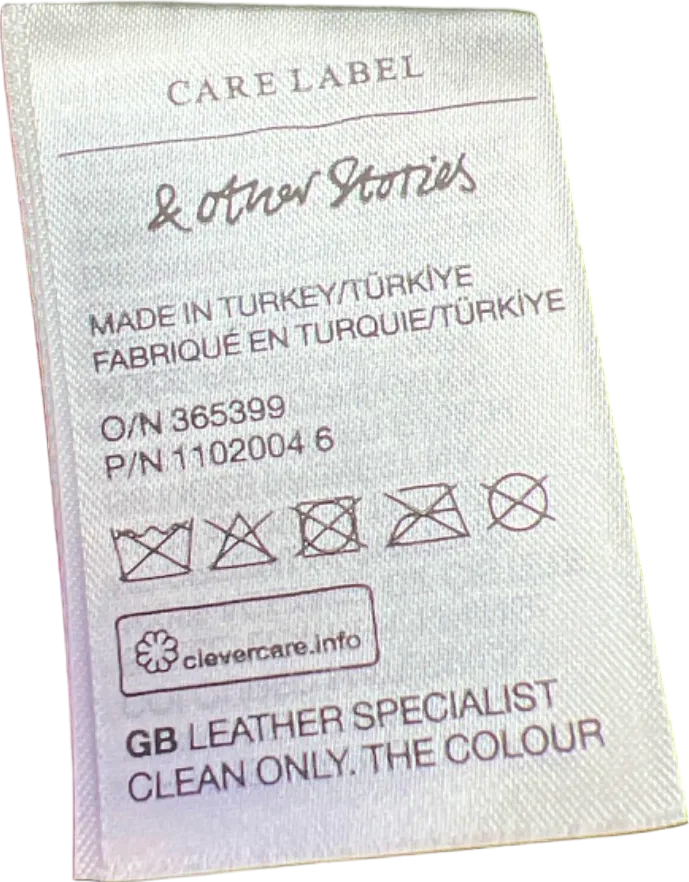 CARE LABEL
& other Stories
MADE IN TURKEY/TÜRKİYE
FABRIQUÉ EN TURQUIE/TÜRKİYE
O/N 365399
P/N 1102004 6
clevercare.info
GB LEATHER SPECIALIST
CLEAN ONLY. THE COLOUR